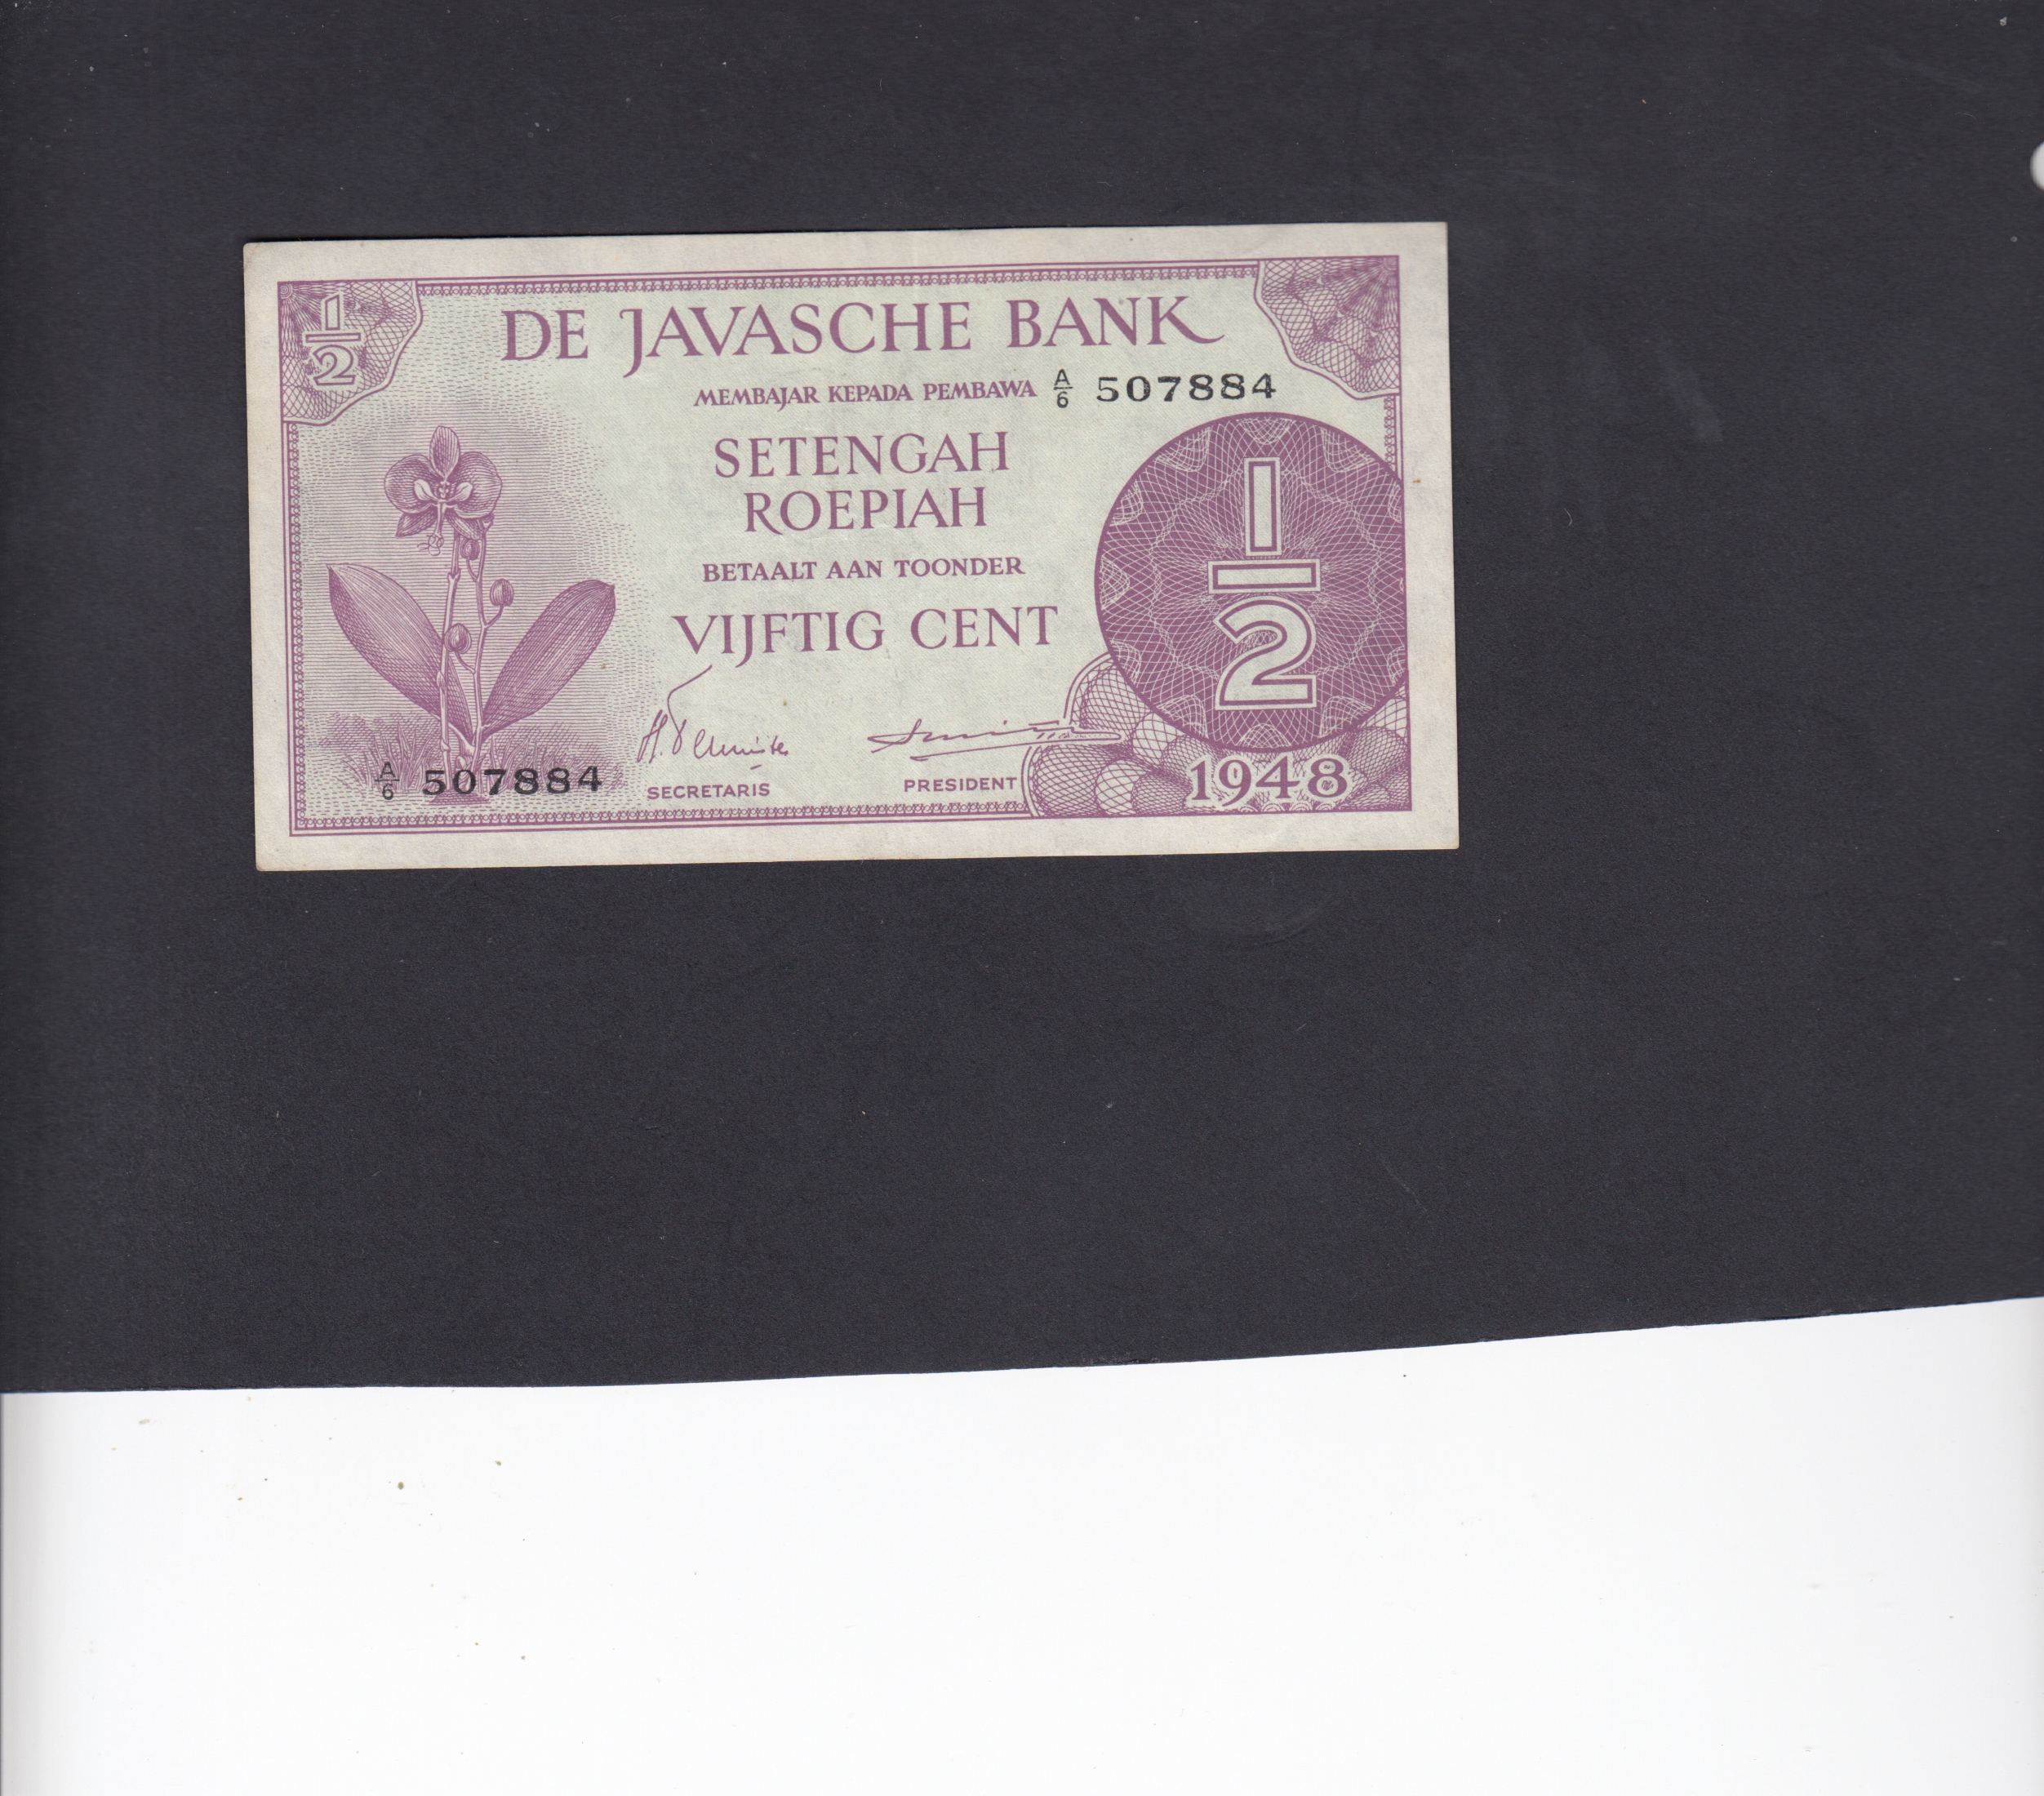 1/2
DE JAVASCHE BANK
MEMBAJAR KEPADA PEMBAWA A/6 507884
SETENGAH
ROEPIAH
BETAALT AAN TOONDER
VIJFTIG CENT
1/2
A/6 507884
SECRETARIS
PRESIDENT
1948